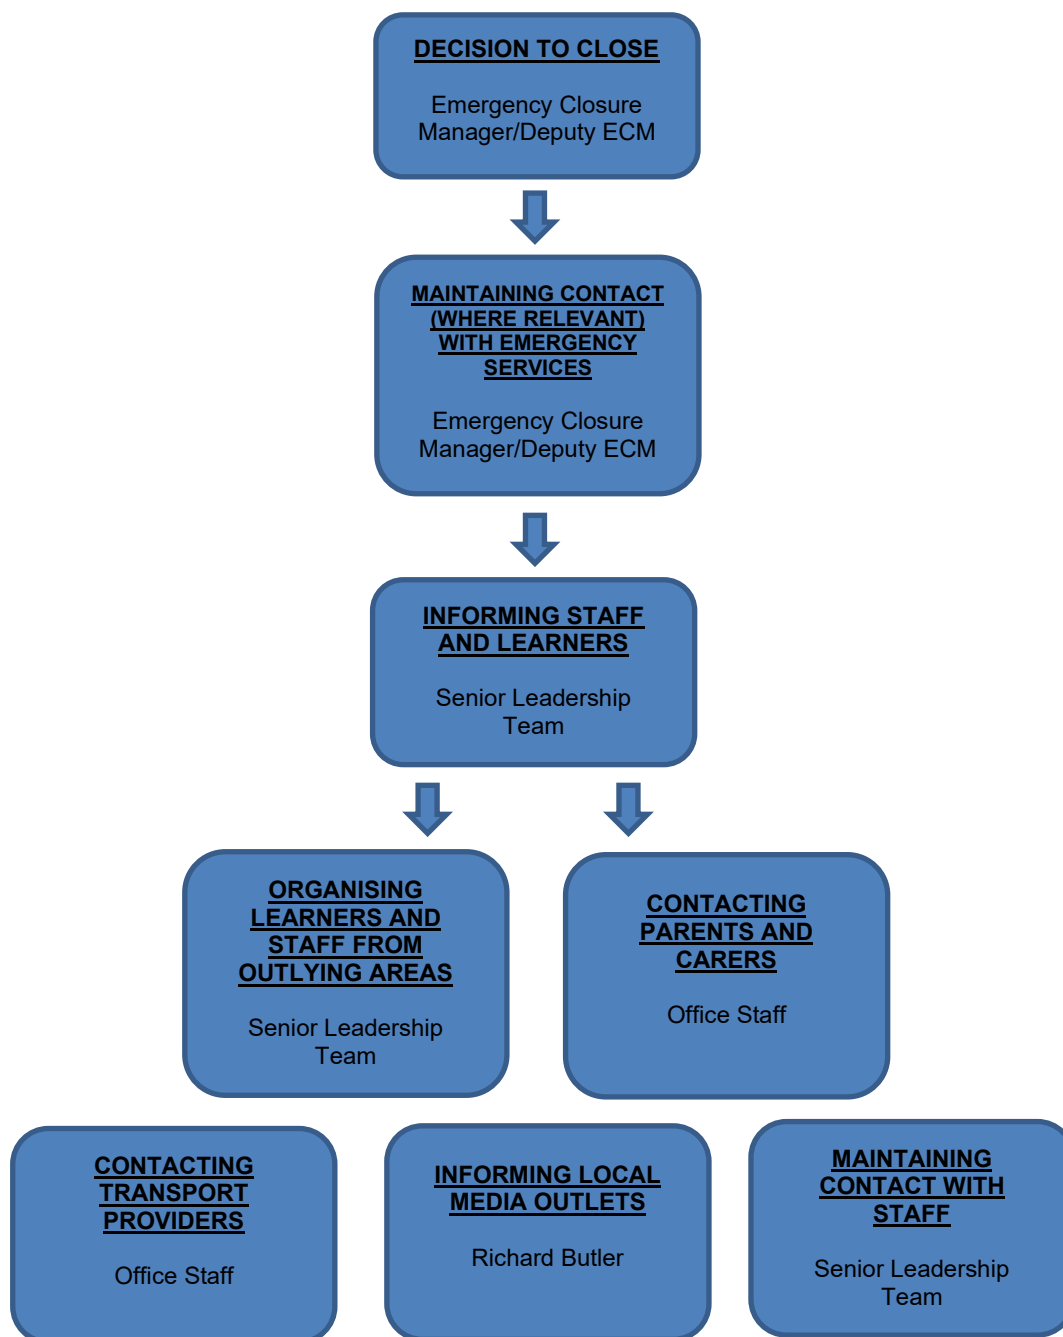 DECISION TO CLOSE
Emergency Closure
Manager/Deputy ECM
MAINTAINING CONTACT
(WHERE RELEVANT)
WITH EMERGENCY
SERVICES
Emergency Closure
Manager/Deputy ECM
INFORMING STAFF
AND LEARNERS
Senior Leadership
Team
ORGANISING
LEARNERS AND
STAFF FROM
OUTLYING AREAS
Senior Leadership
Team
CONTACTING
PARENTS AND
CARERS
Office Staff
CONTACTING
TRANSPORT
PROVIDERS
Office Staff
INFORMING LOCAL
MEDIA OUTLETS
Richard Butler
MAINTAINING
CONTACT WITH
STAFF
Senior Leadership
Team